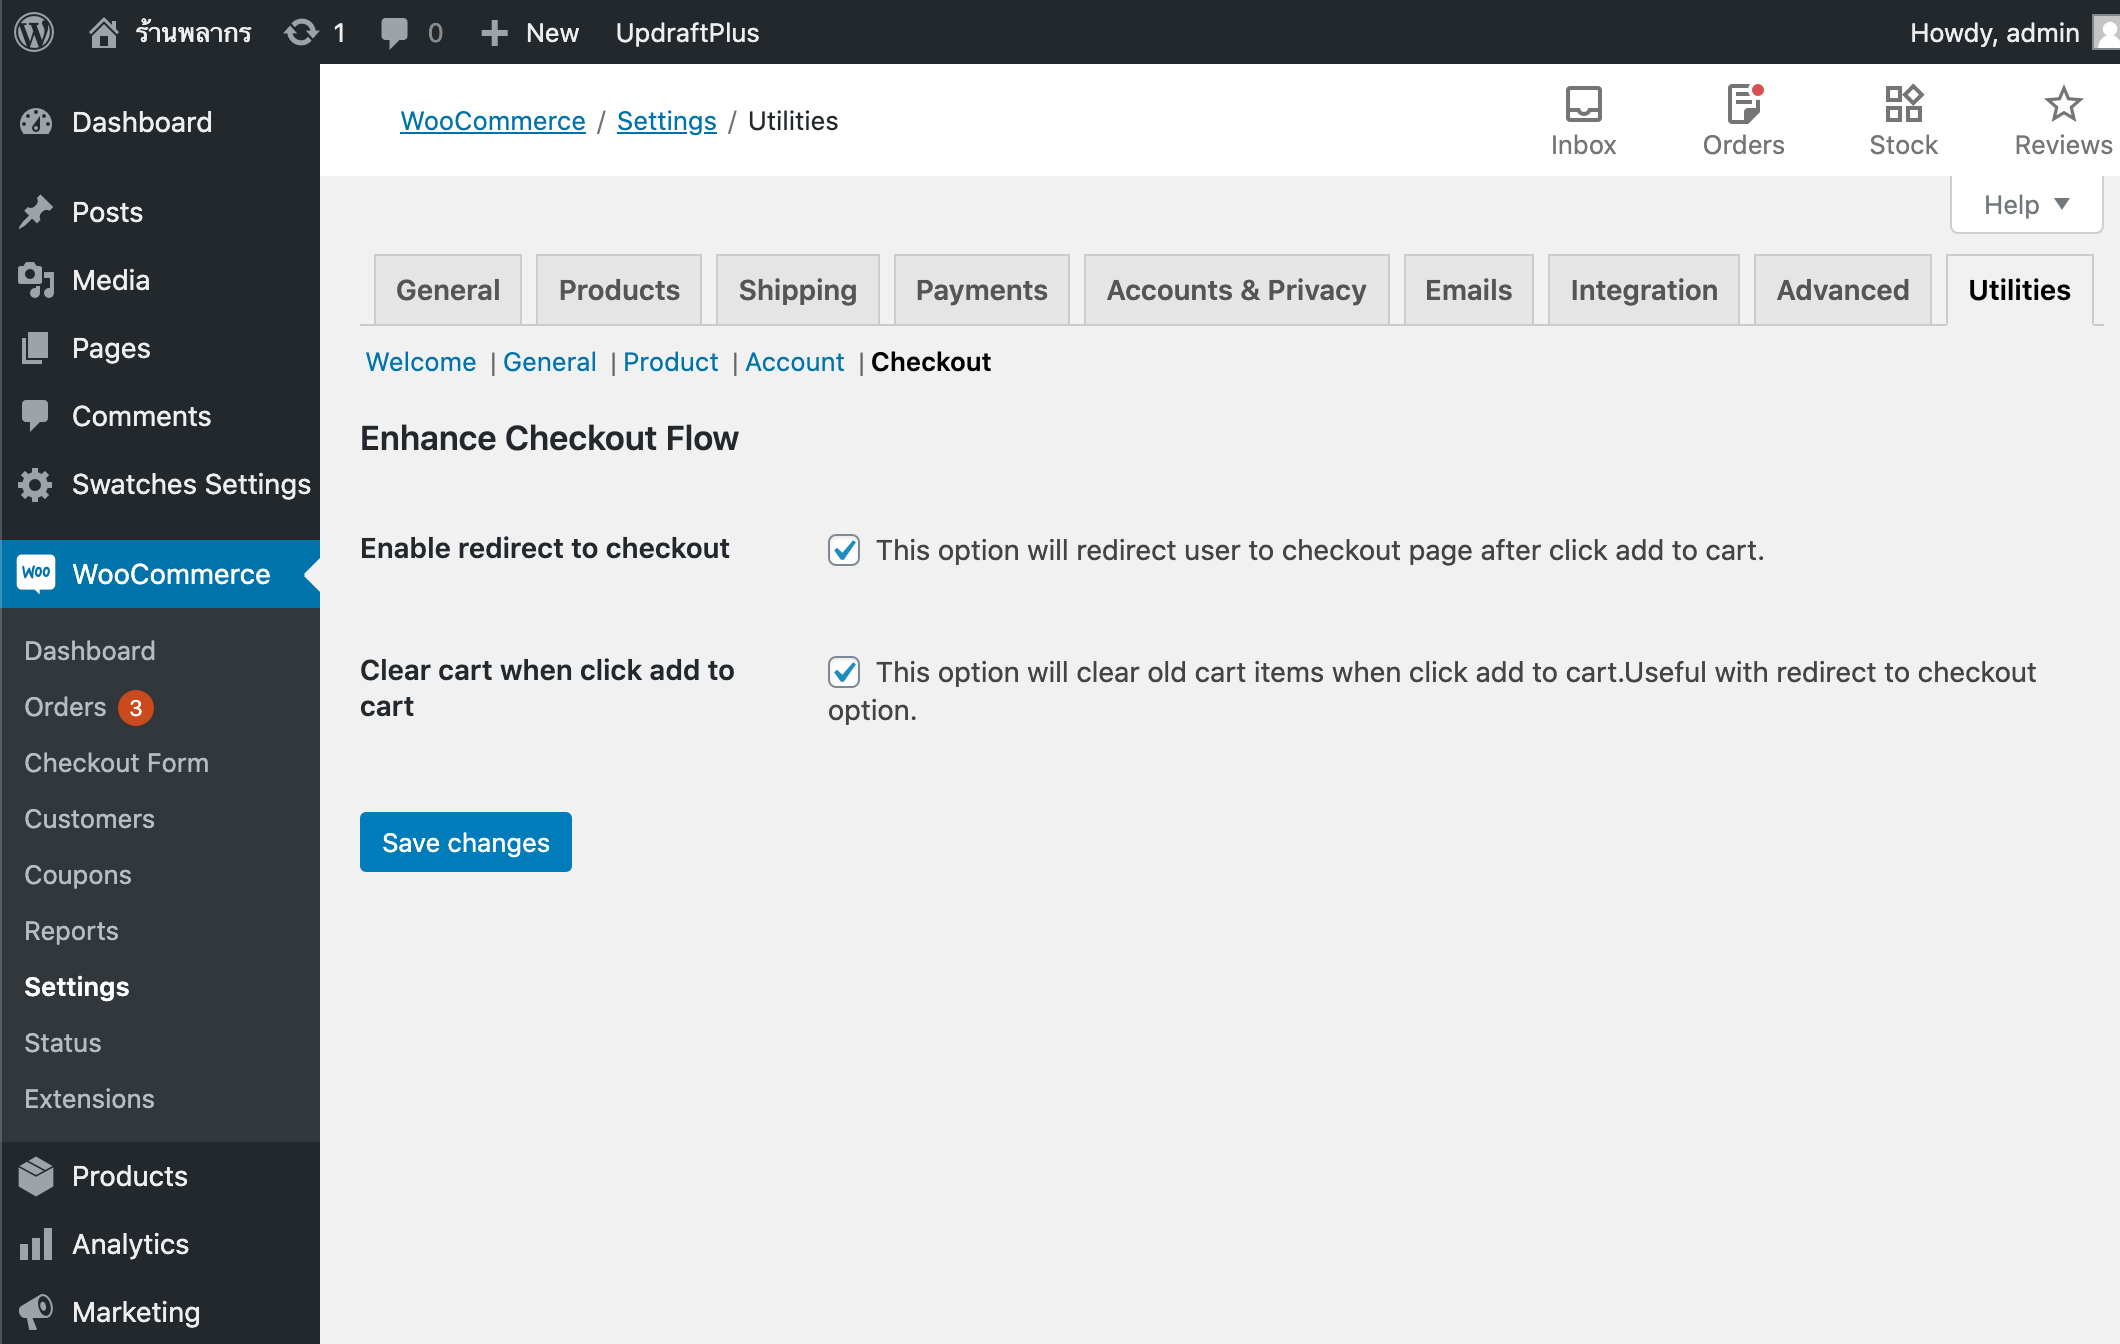 ร้านพลากร 1 0 New UpdraftPlus Howdy, admin
Dashboard
Posts
Media
Pages
Comments
Swatches Settings
Woo WooCommerce
Dashboard
Orders 3
Checkout Form
Customers
Coupons
Reports
Settings
Status
Extensions
Products
Analytics
Marketing
WooCommerce / Settings / Utilities
Inbox Orders Stock Reviews
Help
General Products Shipping Payments Accounts & Privacy Emails Integration Advanced Utilities
Welcome | General | Product | Account | Checkout
Enhance Checkout Flow
Enable redirect to checkout This option will redirect user to checkout page after click add to cart.
Clear cart when click add to
cart
This option will clear old cart items when click add to cart.Useful with redirect to checkout
option.
Save changes